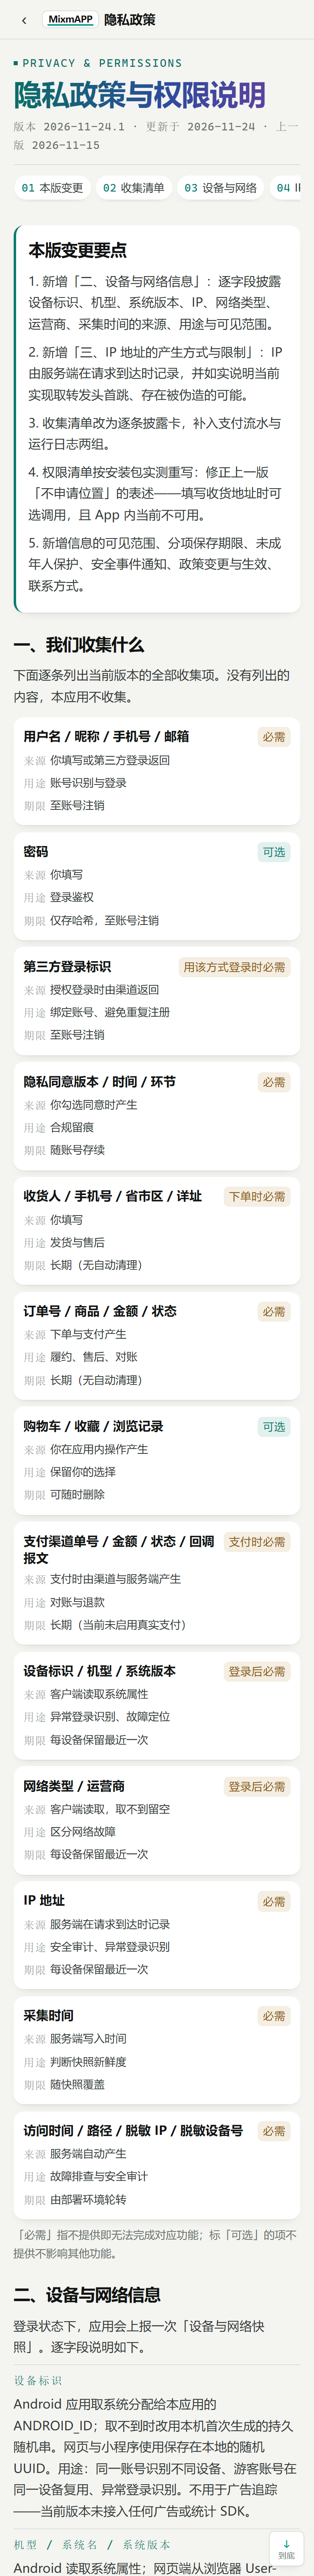 ‹ MixmAPP 隐私政策
PRIVACY & PERMISSIONS
隐私政策与权限说明
版本 2026-11-24.1 · 更新于 2026-11-24 · 上一
版 2026-11-15
01 本版变更 02 收集清单 03 设备与网络 04 IP
本版变更要点
1. 新增「二、设备与网络信息」：逐字段披露
设备标识、机型、系统版本、IP、网络类型、
运营商、采集时间的来源、用途与可见范围。
2. 新增「三、IP 地址的产生方式与限制」：IP
由服务端在请求到达时记录，并如实说明当前
实现取转发头首跳、存在被伪造的可能。
3. 收集清单改为逐条披露卡，补入支付流水与
运行日志两组。
4. 权限清单按安装包实测重写：修正上一版
「不申请位置」的表述——填写收货地址时可
选调用，且 App 内当前不可用。
5. 新增信息的可见范围、分项保存期限、未成
年人保护、安全事件通知、政策变更与生效、
联系方式。
一、我们收集什么
下面逐条列出当前版本的全部收集项。没有列出的
内容，本应用不收集。
用户名 / 昵称 / 手机号 / 邮箱 必需
来源 你填写或第三方登录返回
用途 账号识别与登录
期限 至账号注销
密码 可选
来源 你填写
用途 登录鉴权
期限 仅存哈希，至账号注销
第三方登录标识 用该方式登录时必需
来源 授权登录时由渠道返回
用途 绑定账号、避免重复注册
期限 至账号注销
隐私同意版本 / 时间 / 环节 必需
来源 你勾选同意时产生
用途 合规留痕
期限 随账号存续
收货人 / 手机号 / 省市区 / 详址 下单时必需
来源 你填写
用途 发货与售后
期限 长期（无自动清理）
订单号 / 商品 / 金额 / 状态 必需
来源 下单与支付产生
用途 履约、售后、对账
期限 长期（无自动清理）
购物车 / 收藏 / 浏览记录 可选
来源 你在应用内操作产生
用途 保留你的选择
期限 可随时删除
支付渠道单号 / 金额 / 状态 / 回调 支付时必需
报文
来源 支付时由渠道与服务端产生
用途 对账与退款
期限 长期（当前未启用真实支付）
设备标识 / 机型 / 系统版本 登录后必需
来源 客户端读取系统属性
用途 异常登录识别、故障定位
期限 每设备保留最近一次
网络类型 / 运营商 登录后必需
来源 客户端读取，取不到留空
用途 区分网络故障
期限 每设备保留最近一次
IP 地址 必需
来源 服务端在请求到达时记录
用途 安全审计、异常登录识别
期限 每设备保留最近一次
采集时间 必需
来源 服务端写入时间
用途 判断快照新鲜度
期限 随快照覆盖
访问时间 / 路径 / 脱敏 IP / 脱敏设备号 必需
来源 服务端自动产生
用途 故障排查与安全审计
期限 由部署环境轮转
「必需」指不提供即无法完成对应功能；标「可选」的项不
提供不影响其他功能。
二、设备与网络信息
登录状态下，应用会上报一次「设备与网络快
照」。逐字段说明如下。
设备标识
Android 应用取系统分配给本应用的
ANDROID_ID；取不到时改用本机首次生成的持久
随机串。网页与小程序使用保存在本地的随机
UUID。用途：同一账号识别不同设备、游客账号在
同一设备复用、异常登录识别。不用于广告追踪
——当前版本未接入任何广告或统计 SDK。
机型 / 系统名 / 系统版本
Android 读取系统属性；网页端从浏览器 User-
↓
到底